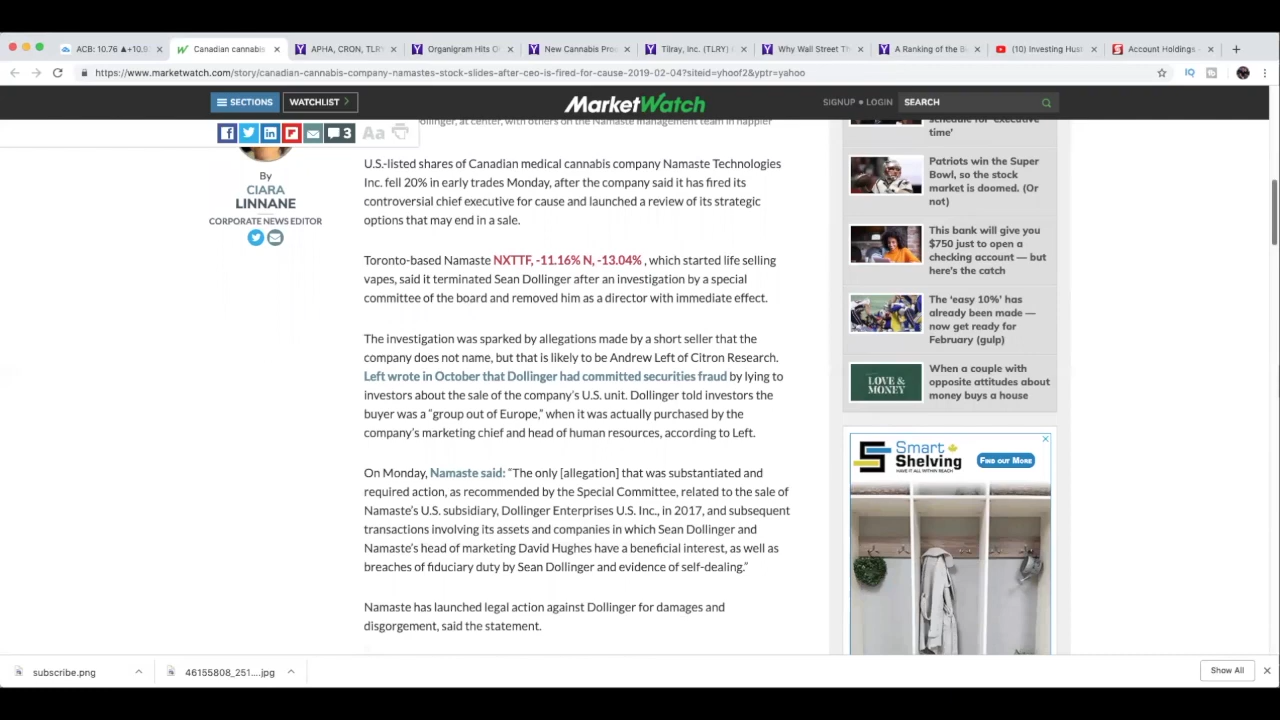 ACB: 10.76 ▲+10.9
Canadian cannabis
APHA, CRON, TLRY
Organigram Hits O
New Cannabis Pro
Tilray, Inc. (TLRY)
Why Wall Street Th
A Ranking of the B
(10) Investing Hust
Account Holdings -
https://www.marketwatch.com/story/canadian-cannabis-company-namastes-stock-slides-after-ceo-is-fired-for-cause-2019-02-04?siteid=yhoof2&yptr=yahoo
SECTIONS
WATCHLIST
MarketWatch
SIGNUP • LOGIN
SEARCH
3
Aa
ollinger, at center, with others on the Namaste management team in happier
By
CIARA
LINNANE
CORPORATE NEWS EDITOR
U.S.-listed shares of Canadian medical cannabis company Namaste Technologies
Inc. fell 20% in early trades Monday, after the company said it has fired its
controversial chief executive for cause and launched a review of its strategic
options that may end in a sale.
Toronto-based Namaste NXTTF, -11.16% N, -13.04% , which started life selling
vapes, said it terminated Sean Dollinger after an investigation by a special
committee of the board and removed him as a director with immediate effect.
The investigation was sparked by allegations made by a short seller that the
company does not name, but that is likely to be Andrew Left of Citron Research.
Left wrote in October that Dollinger had committed securities fraud by lying to
investors about the sale of the company's U.S. unit. Dollinger told investors the
buyer was a "group out of Europe," when it was actually purchased by the
company's marketing chief and head of human resources, according to Left.
On Monday, Namaste said: "The only [allegation] that was substantiated and
required action, as recommended by the Special Committee, related to the sale of
Namaste's U.S. subsidiary, Dollinger Enterprises U.S. Inc., in 2017, and subsequent
transactions involving its assets and companies in which Sean Dollinger and
Namaste's head of marketing David Hughes have a beneficial interest, as well as
breaches of fiduciary duty by Sean Dollinger and evidence of self-dealing."
Namaste has launched legal action against Dollinger for damages and
disgorgement, said the statement.
schedule for 'executive
time'
Patriots win the Super
Bowl, so the stock
market is doomed. (Or
not)
This bank will give you
$750 just to open a
checking account — but
here's the catch
The 'easy 10%' has
already been made —
now get ready for
February (gulp)
LOVE &
MONEY
When a couple with
opposite attitudes about
money buys a house
Smart
Shelving
HAVE IT ALL WITHIN REACH
FIND OUT MORE
subscribe.png
46155808_251....jpg
Show All